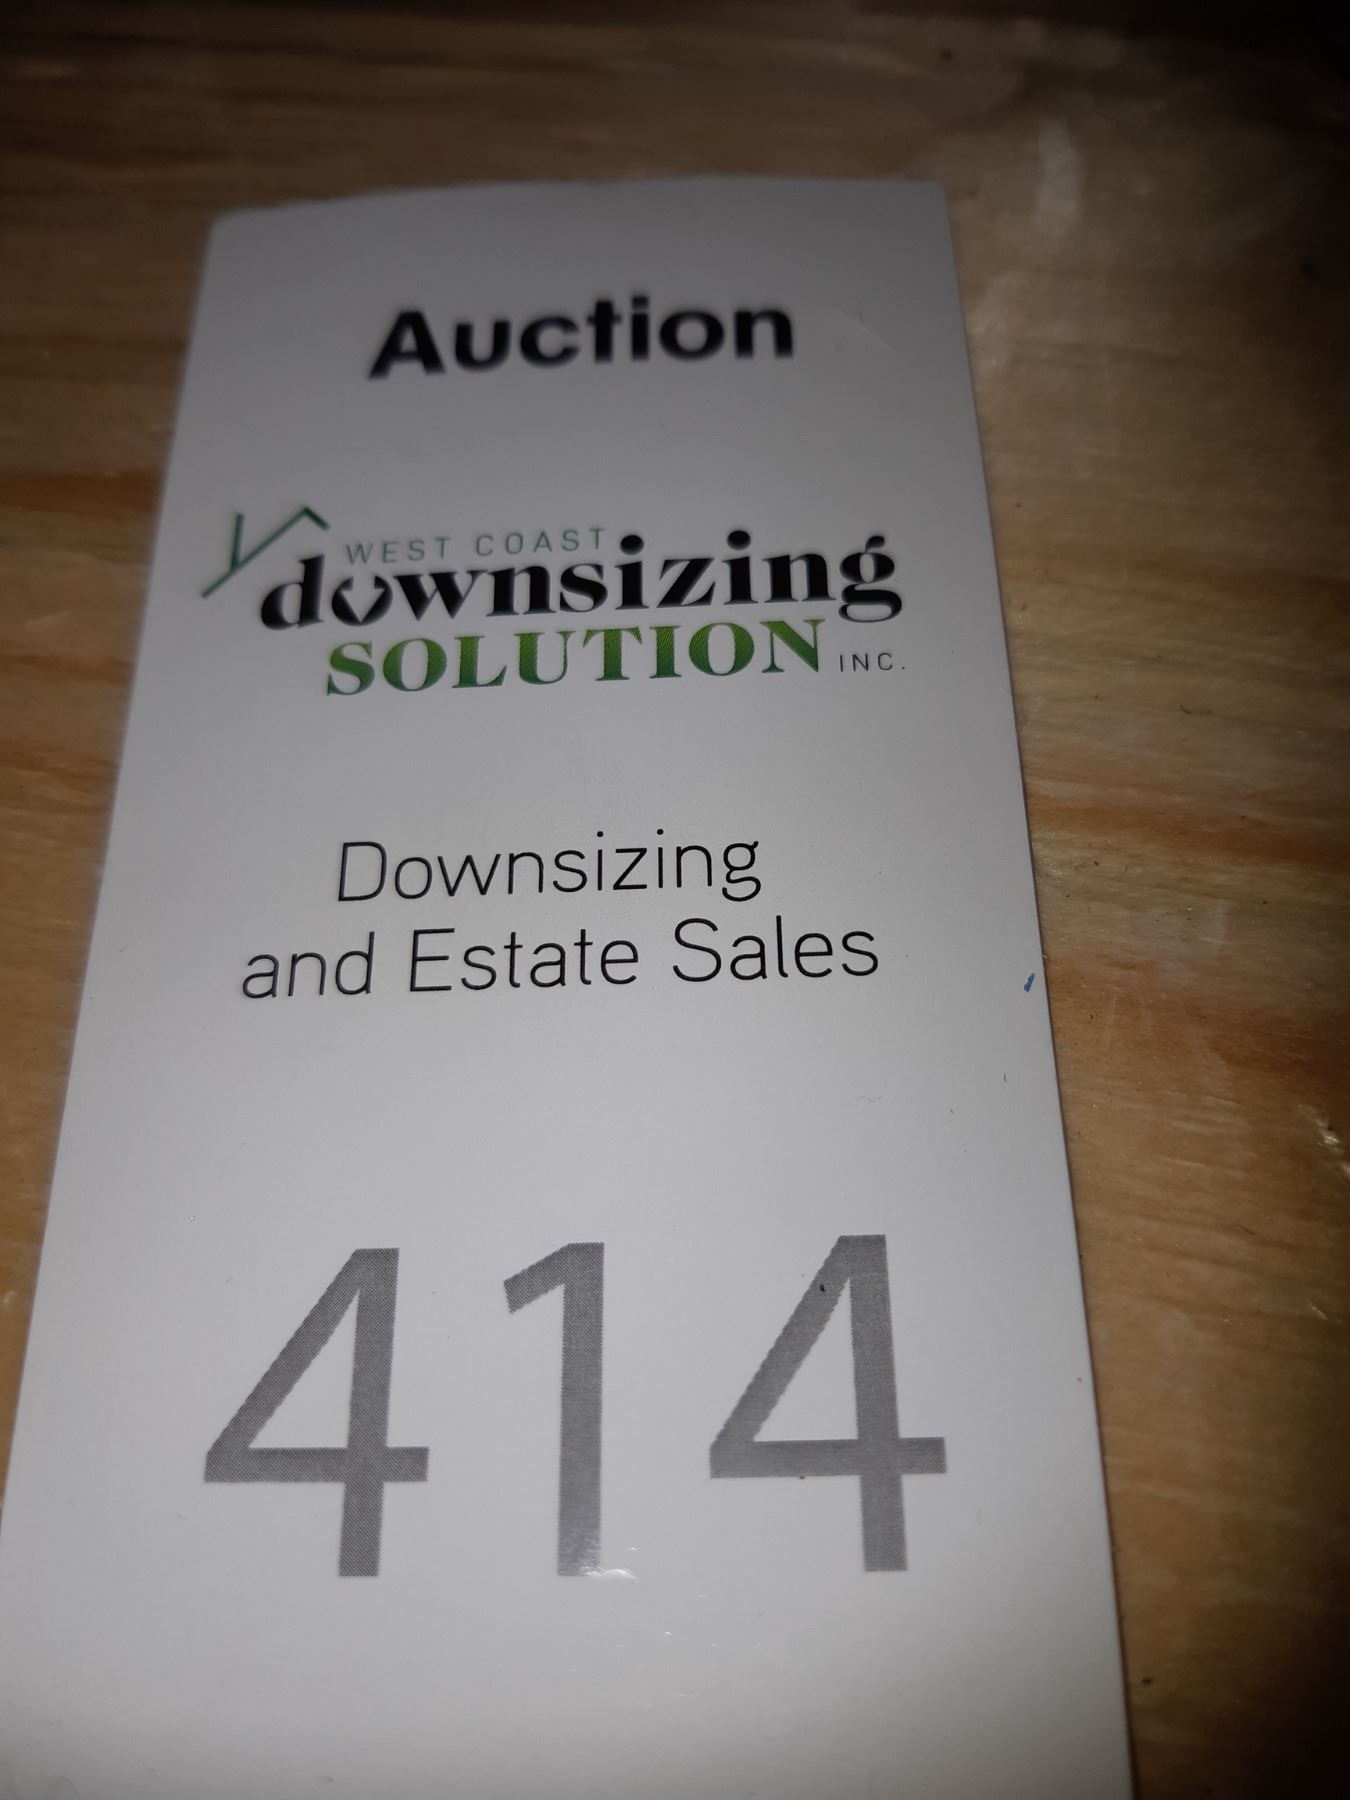 Auction
WEST COAST
downsizing
SOLUTION INC.
Downsizing
and Estate Sales
414